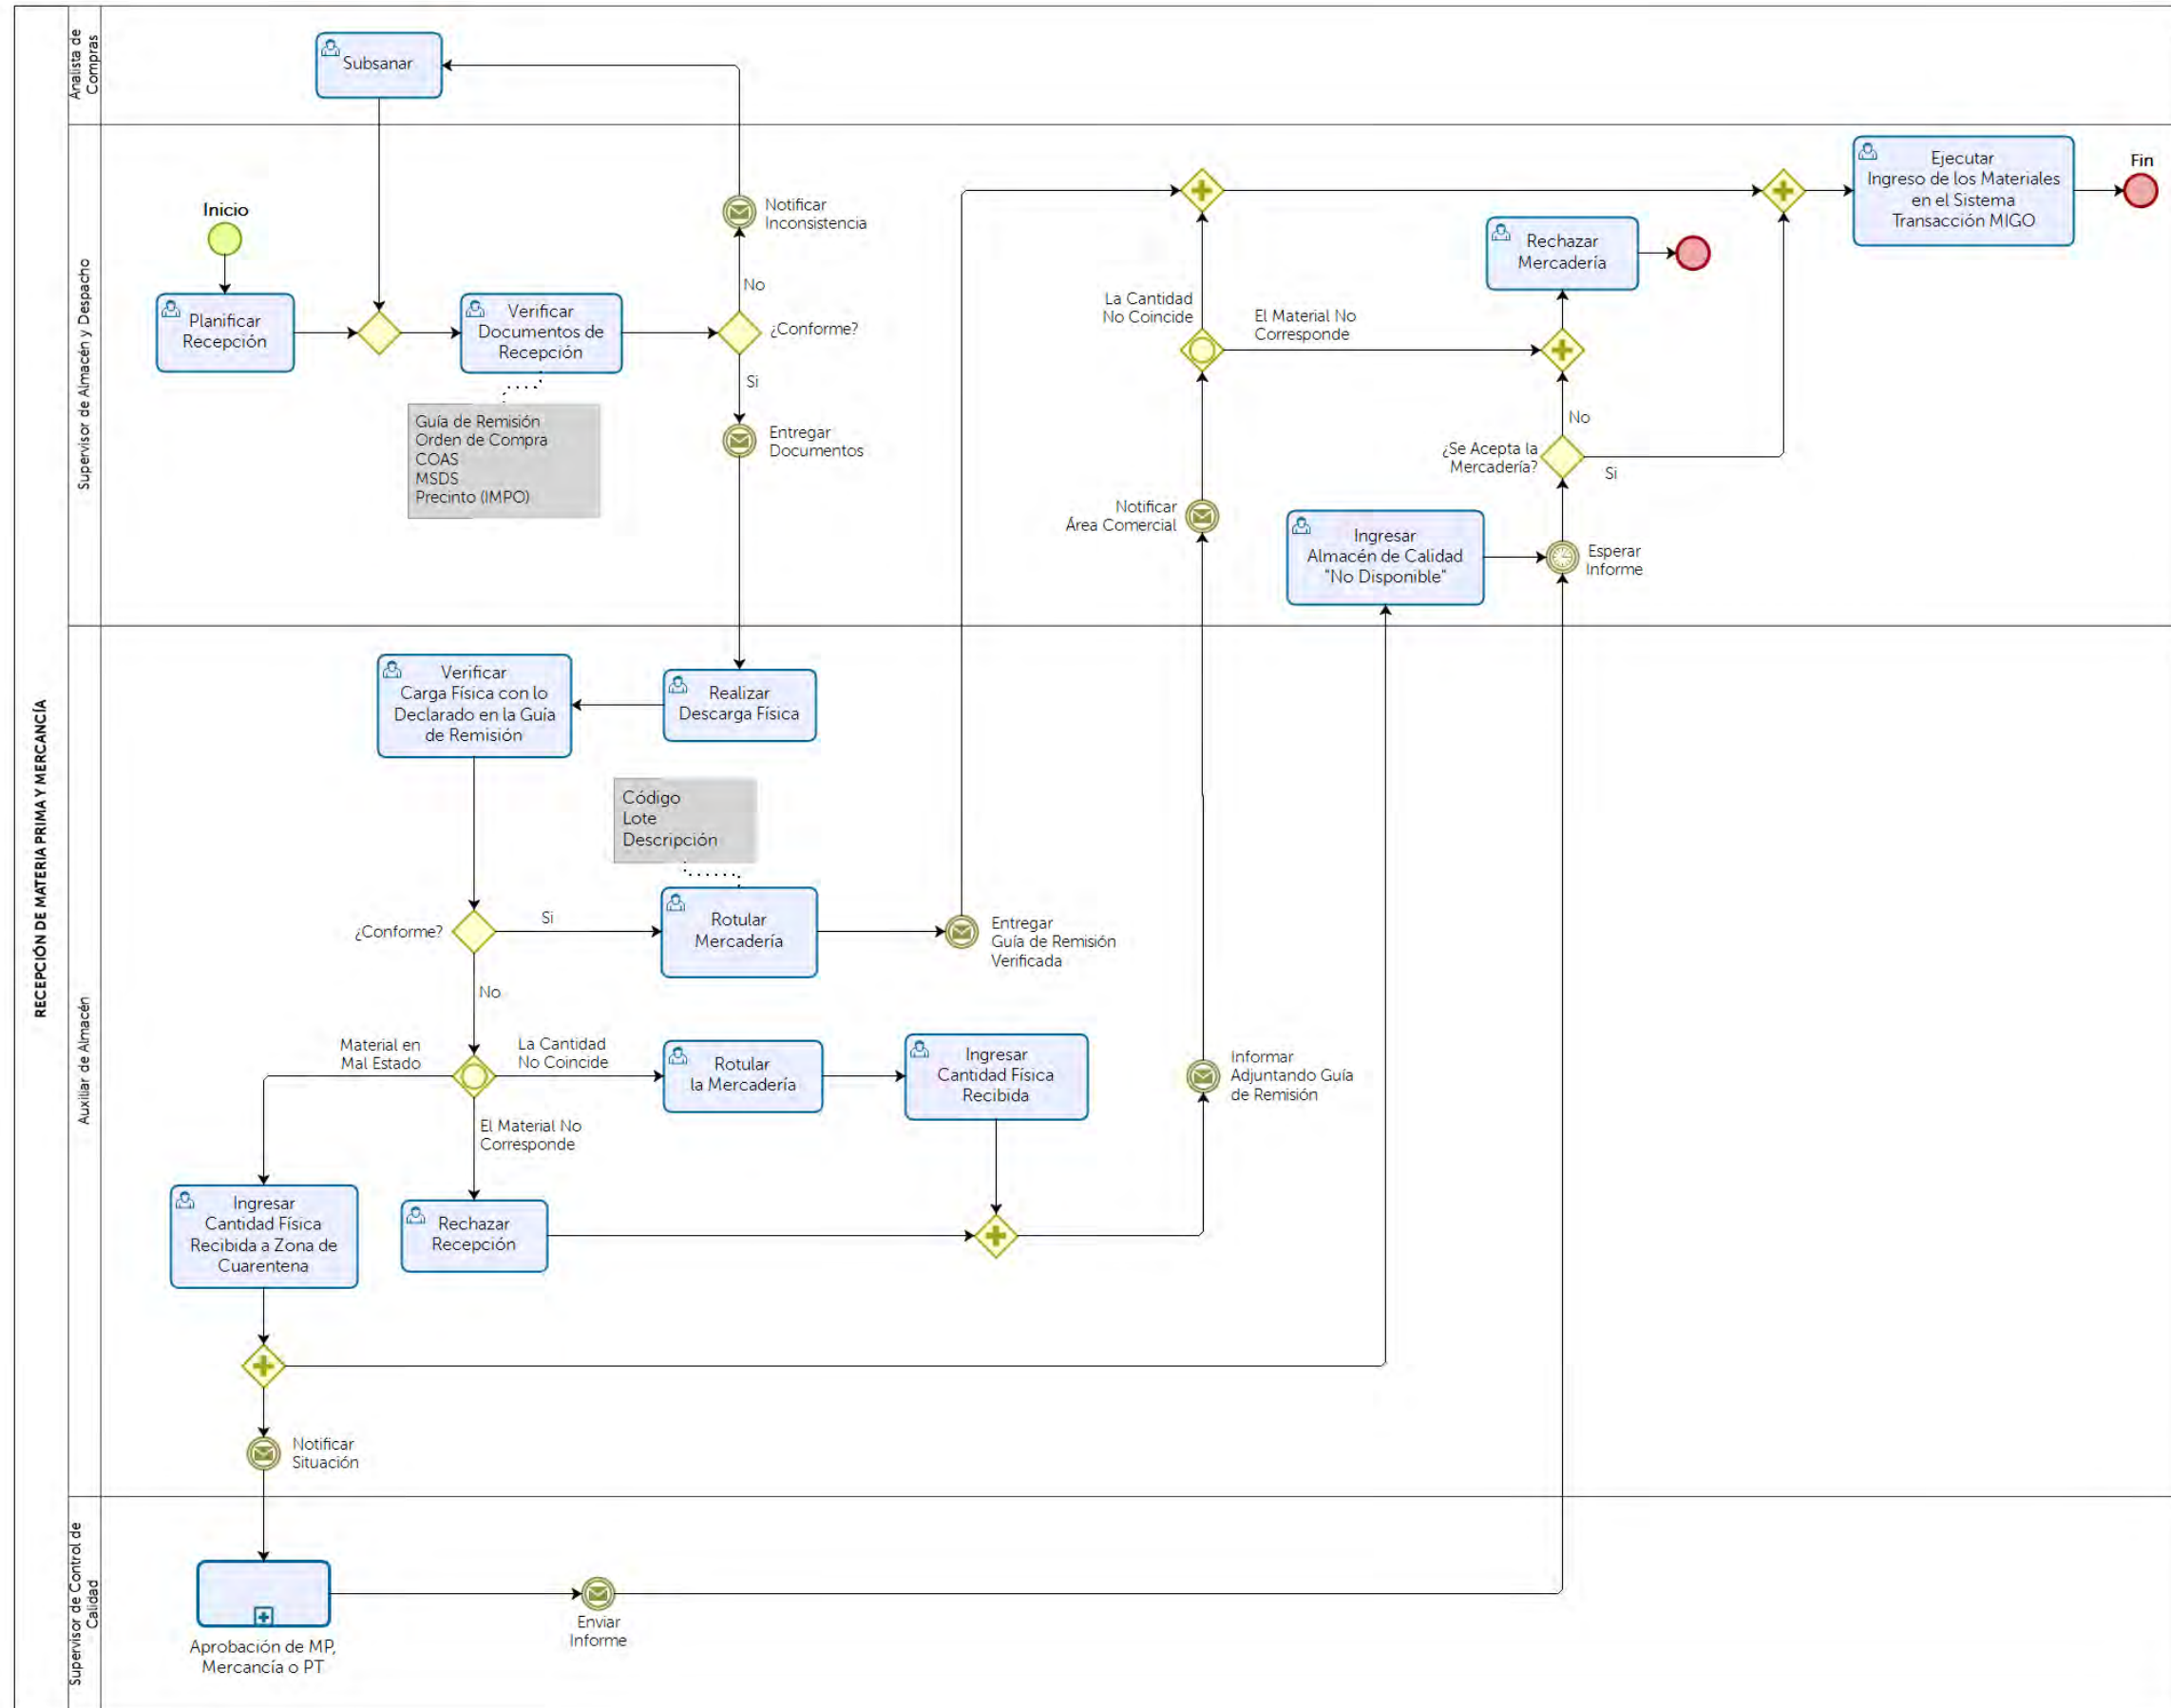 RECEPCIÓN DE MATERIA PRIMA Y MERCANCÍA
Analista de
Compras
Subsanar
Supervisor de Almacén y Despacho
Inicio
Planificar
Recepción
Verificar
Documentos de
Recepción
Guía de Remisión
Orden de Compra
COAS
MSDS
Precinto (IMPO)
Notificar
Inconsistencia
No
¿Conforme?
Si
Entregar
Documentos
La Cantidad
No Coincide
El Material No
Corresponde
Notificar
Área Comercial
Rechazar
Mercadería
No
¿Se Acepta la
Mercadería?
Si
Ingresar
Almacén de Calidad
"No Disponible"
Esperar
Informe
Ejecutar
Ingreso de los Materiales
en el Sistema
Transacción MIGO
Fin
Auxiliar de Almacén
Verificar
Carga Física con lo
Declarado en la Guía
de Remisión
Realizar
Descarga Física
Código
Lote
Descripción
¿Conforme?
Si
Rotular
Mercadería
Entregar
Guía de Remisión
Verificada
No
Material en
Mal Estado
La Cantidad
No Coincide
Rotular
la Mercadería
Ingresar
Cantidad Física
Recibida
Informar
Adjuntando Guía
de Remisión
El Material No
Corresponde
Ingresar
Cantidad Física
Recibida a Zona de
Cuarentena
Rechazar
Recepción
Notificar
Situación
Supervisor de Control de
Calidad
Aprobación de MP,
Mercancía o PT
Enviar
Informe